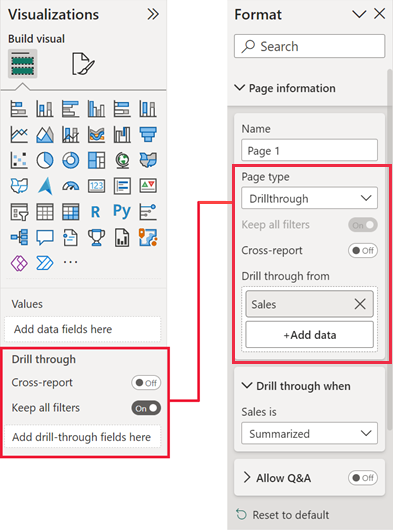 Visualizations
Build visual
123
R
Py
Values
Add data fields here
Drill through
Cross-report
Off
Keep all filters
On
Add drill-through fields here
Format
Search
Page information
Name
Page 1
Page type
Drillthrough
Keep all filters
On
Cross-report
Off
Drill through from
Sales
+Add data
Drill through when
Sales is
Summarized
Allow Q&A
Off
Reset to default